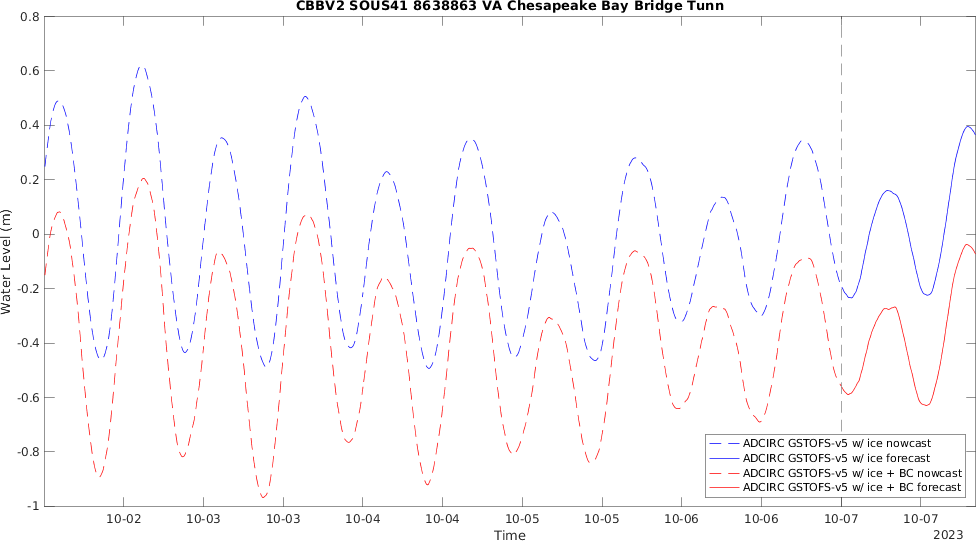 CBBV2 SOUS41 8638863 VA Chesapeake Bay Bridge Tunn
0.8
0.6
0.4
0.2
0
-0.2
-0.4
-0.6
-0.8
-1
Water Level (m)
ADCIRC GSTOFS-v5 w/ ice nowcast
ADCIRC GSTOFS-v5 w/ ice forecast
ADCIRC GSTOFS-v5 w/ ice + BC nowcast
ADCIRC GSTOFS-v5 w/ ice + BC forecast
10-02 10-03 10-03 10-04 10-04 10-05 10-05 10-06 10-06 10-07 10-07
Time
2023